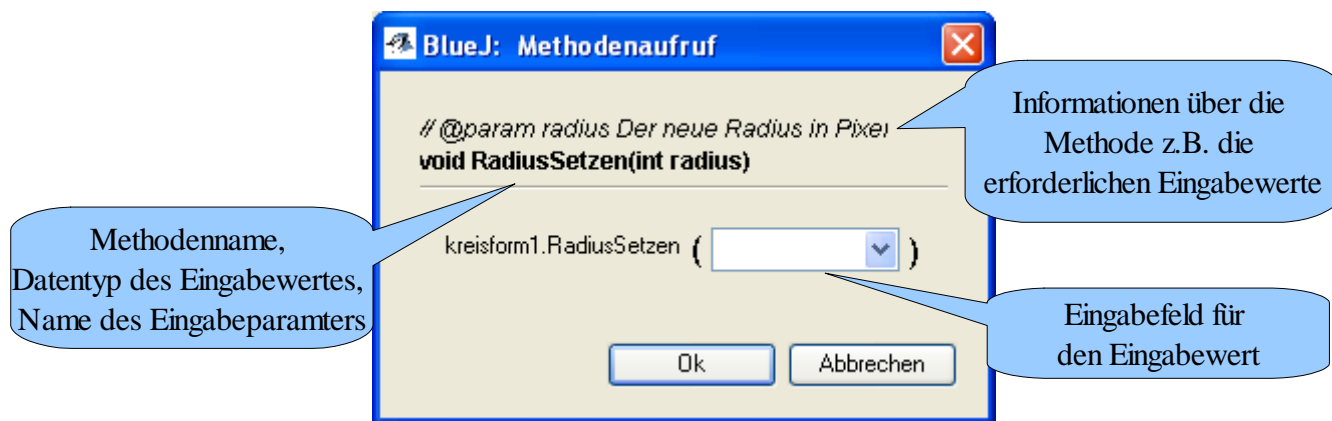 BlueJ: Methodenaufruf
// @param radius Der neue Radius in Pixel
void RadiusSetzen(int radius)
Informationen über die
Methode z.B. die
erforderlichen Eingabewerte
Methodenname,
Datentyp des Eingabewertes,
Name des Eingabeparamters
kreisform1.RadiusSetzen ( )
Eingabefeld für
den Eingabewert
Ok
Abbrechen